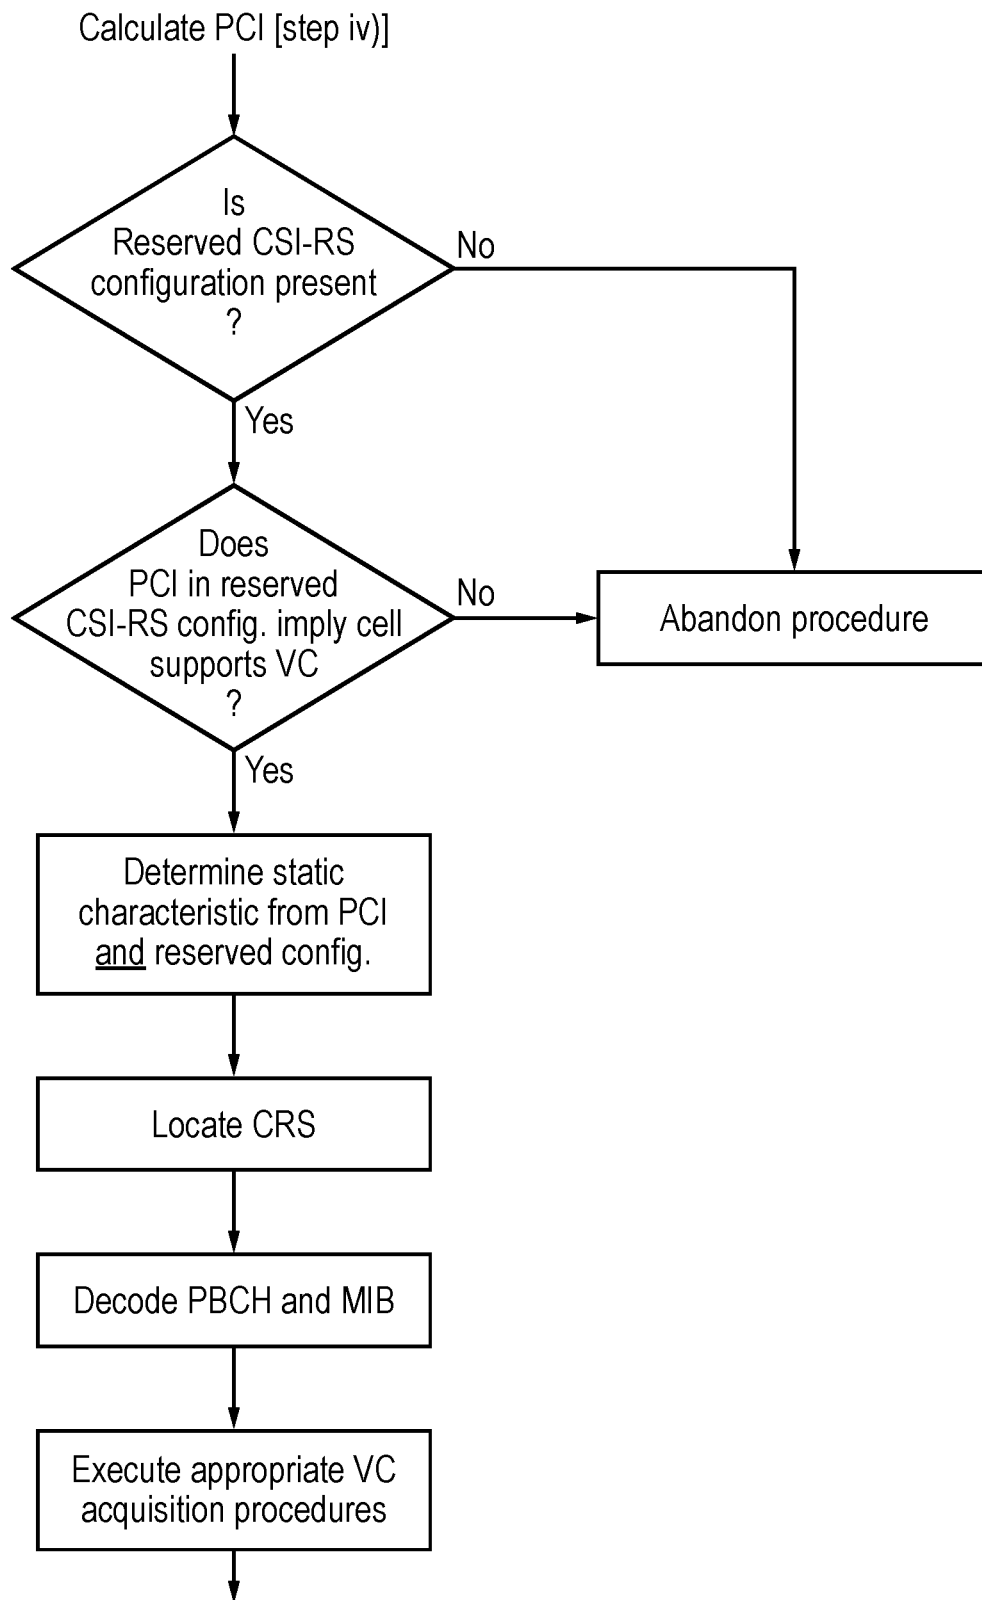 Calculate PCI [step iv)]
Is
Reserved CSI-RS
configuration present
?
No
Yes
Does
PCI in reserved
CSI-RS config. imply cell
supports VC
?
No
Abandon procedure
Yes
Determine static
characteristic from PCI
and reserved config.
Locate CRS
Decode PBCH and MIB
Execute appropriate VC
acquisition procedures